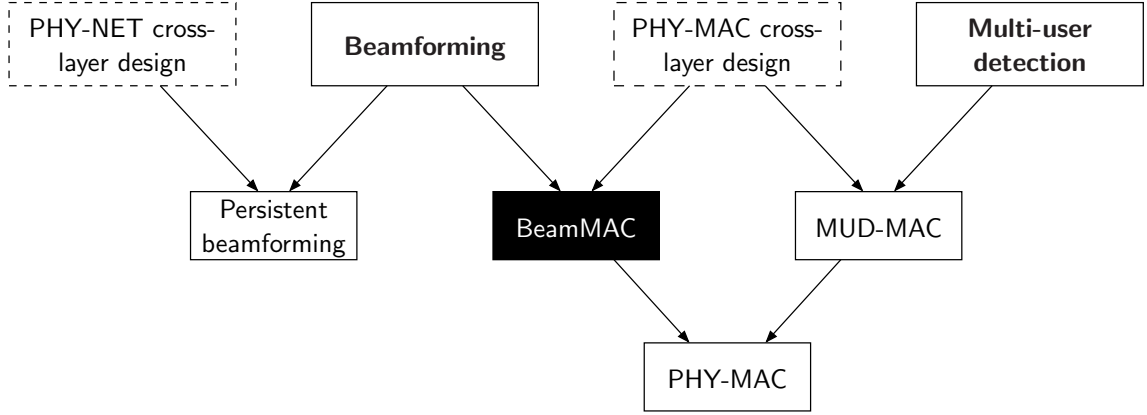 PHY-NET cross-
layer design
Beamforming
PHY-MAC cross-
layer design
Multi-user
detection
Persistent
beamforming
BeamMAC
MUD-MAC
PHY-MAC